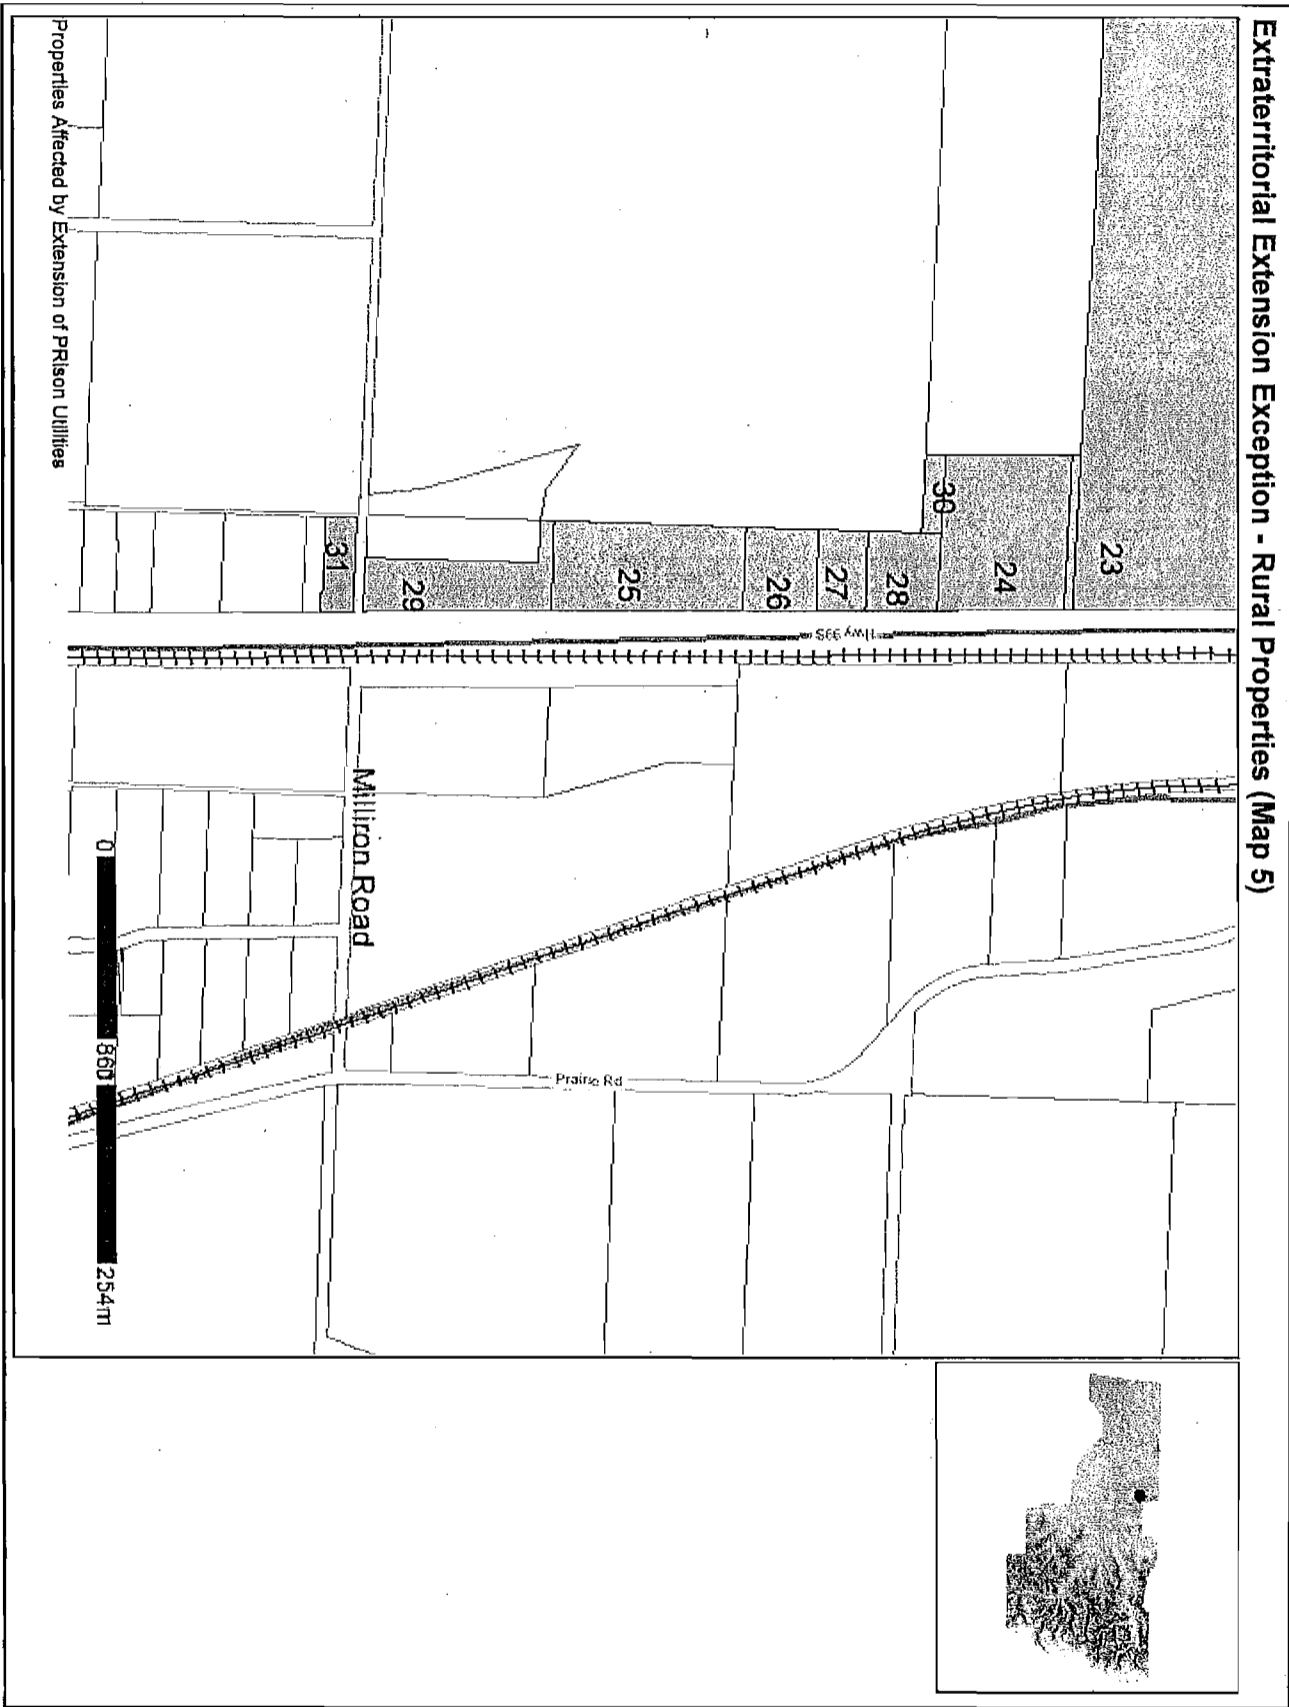 Extraterritorial Extension Exception - Rural Properties (Map 5)
23
24
30
28
27
26
25
29
31
Hwy 99S
Milliron Road
Prairie Rd
0
860
254m
Properties Affected by Extension of PRison Utilities